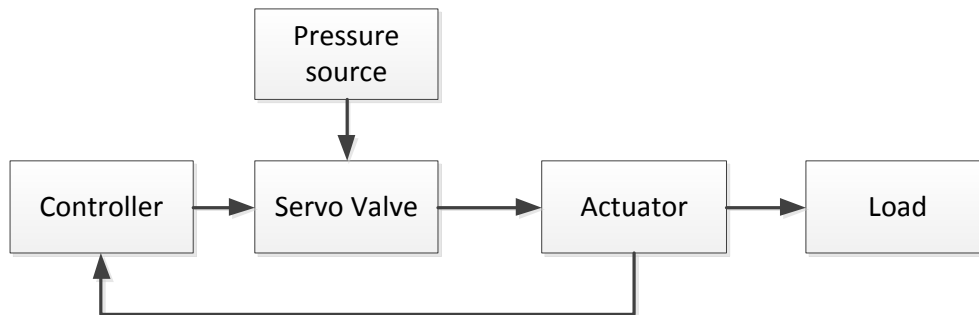 Pressure
source
Controller
Servo Valve
Actuator
Load